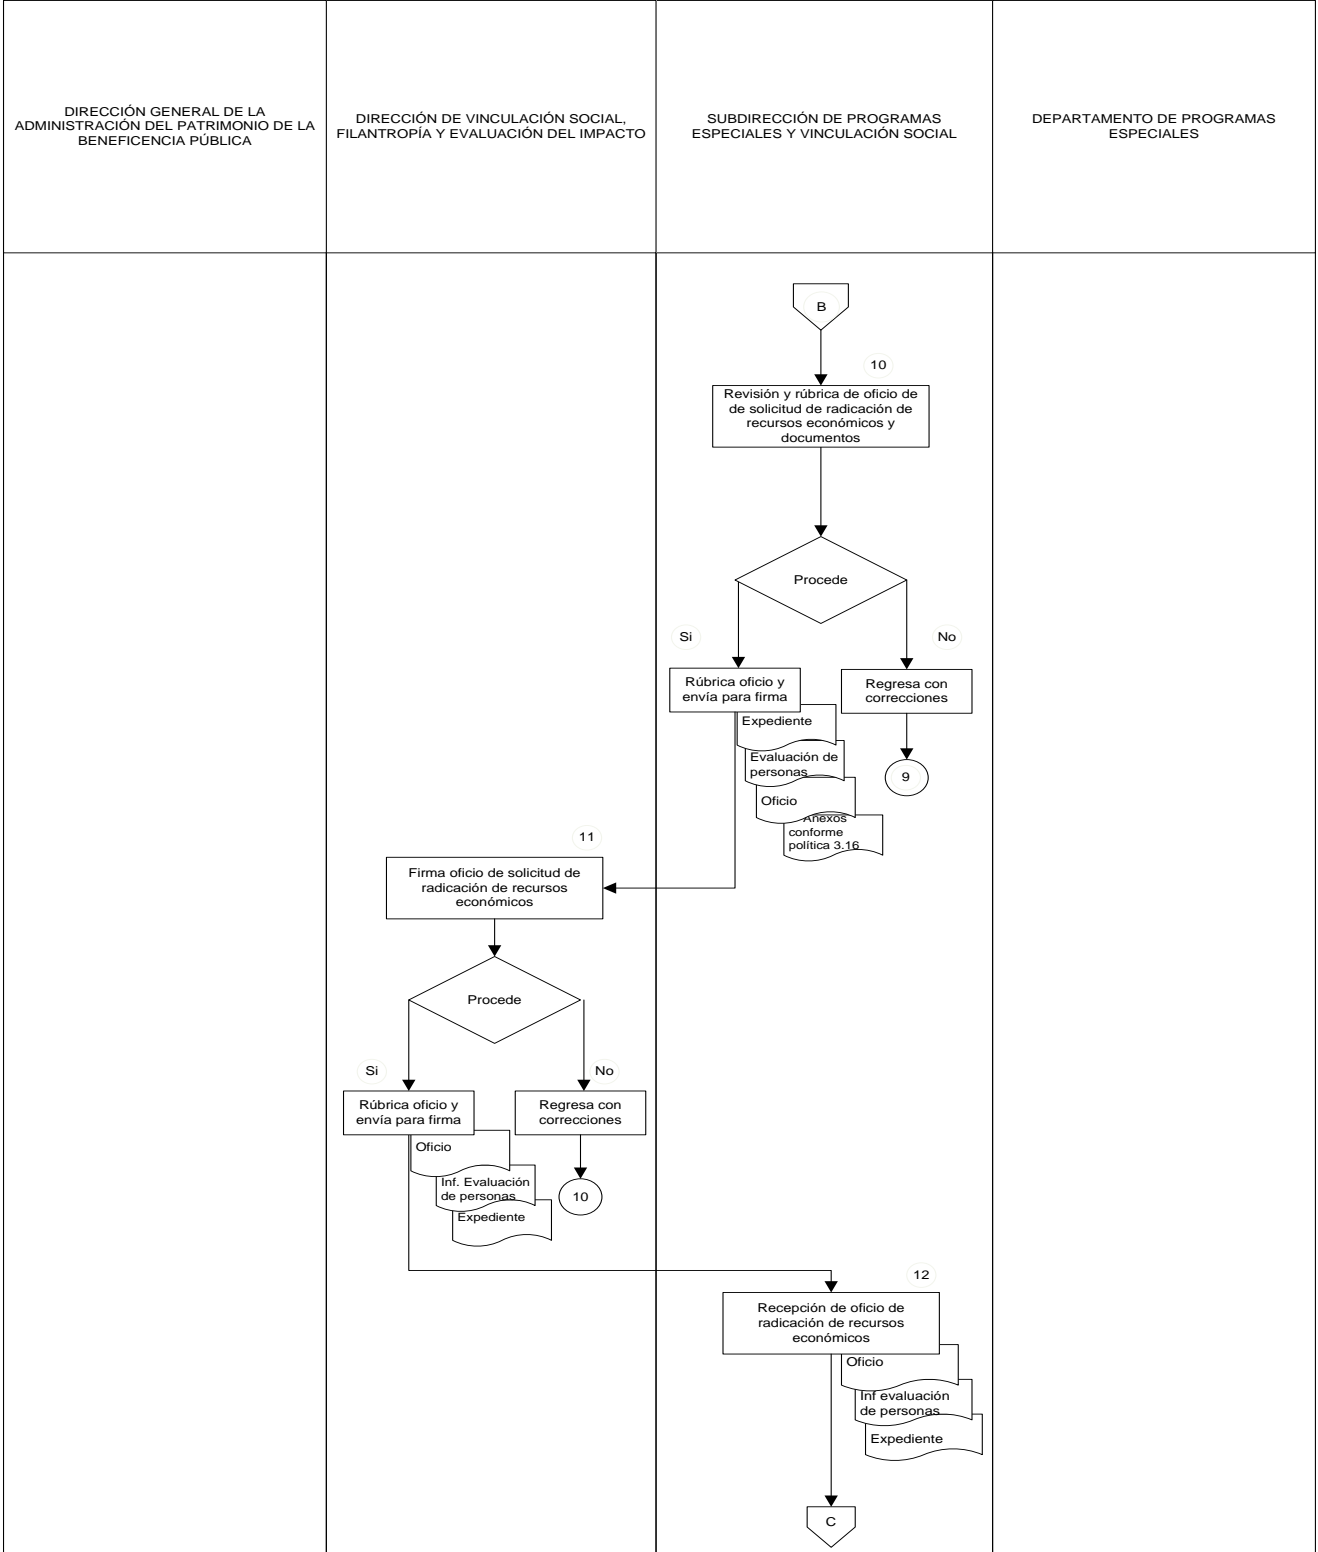 DIRECCIÓN GENERAL DE LA
ADMINISTRACIÓN DEL PATRIMONIO DE LA
BENEFICENCIA PÚBLICA
DIRECCIÓN DE VINCULACIÓN SOCIAL,
FILANTROPÍA Y EVALUACIÓN DEL IMPACTO
SUBDIRECCIÓN DE PROGRAMAS
ESPECIALES Y VINCULACIÓN SOCIAL
DEPARTAMENTO DE PROGRAMAS
ESPECIALES
B
10
Revisión y rúbrica de oficio de
de solicitud de radicación de
recursos económicos y
documentos
Procede
Si
No
Rúbrica oficio y
envía para firma
Regresa con
correcciones
Expediente
Evaluación de
personas
9
Oficio
Anexos
conforme
política 3.16
11
Firma oficio de solicitud de
radicación de recursos
económicos
Procede
Si
No
Rúbrica oficio y
envía para firma
Regresa con
correcciones
Oficio
Inf. Evaluación
de personas
10
Expediente
12
Recepción de oficio de
radicación de recursos
económicos
Oficio
Inf evaluación
de personas
Expediente
C